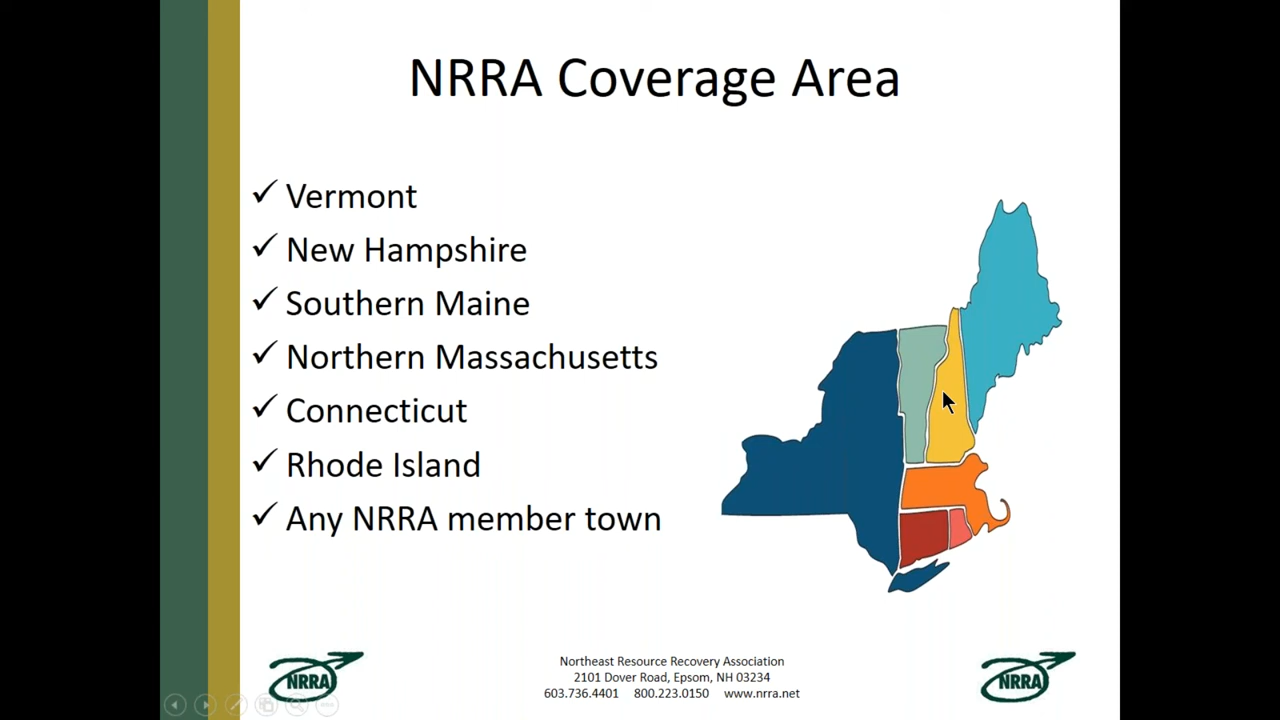 NRRA Coverage Area
✓ Vermont
✓ New Hampshire
✓ Southern Maine
✓ Northern Massachusetts
✓ Connecticut
✓ Rhode Island
✓ Any NRRA member town
NRRA
Northeast Resource Recovery Association
2101 Dover Road, Epsom, NH 03234
603.736.4401 800.223.0150 www.nrra.net
NRRA